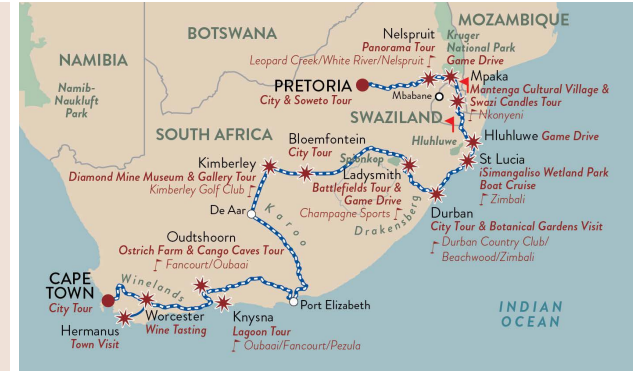 MOZAMBIQUE
BOTSWANA
NAMIBIA
Namib-
Naukluft
Park
Nelspruit
Panorama Tour
Leopard Creek/White River/Nelspruit
Kruger
National Park
Game Drive
PRETORIA
City & Soweto Tour
Mbabane
Mpaka
Mantenga Cultural Village &
Swazi Candles Tour
Nkonyeni
SWAZILAND
SOUTH AFRICA
Hluhluwe
Hluhluwe Game Drive
Bloemfontein
City Tour
Spionkop
St Lucia
iSimangaliso Wetland Park
Boat Cruise
Zimbali
Kimberley
Diamond Mine Museum & Gallery Tour
Kimberley Golf Club
Ladysmith
Battlefields Tour &
Game Drive
Champagne Sports
Drakensberg
Durban
City Tour & Botanical Gardens Visit
Durban Country Club/
Beachwood/Zimbali
De Aar
Karoo
Oudtshoorn
Ostrich Farm & Cango Caves Tour
Fancourt/Oubaai
CAPE
TOWN
City Tour
Winelands
Port Elizabeth
Hermanus
Town Visit
Worcester
Wine Tasting
Knysna
Lagoon Tour
Oubaai/Fancourt/Pezula
INDIAN
OCEAN